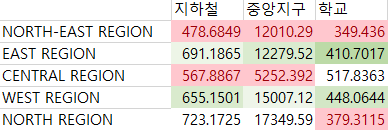 지하철 중앙지구 학교
NORTH-EAST REGION 478.6849 12010.29 349.436
EAST REGION 691.1865 12279.52 410.7017
CENTRAL REGION 567.8867 5252.392 517.8363
WEST REGION 655.1501 15007.12 448.0644
NORTH REGION 723.1725 17349.59 379.3115